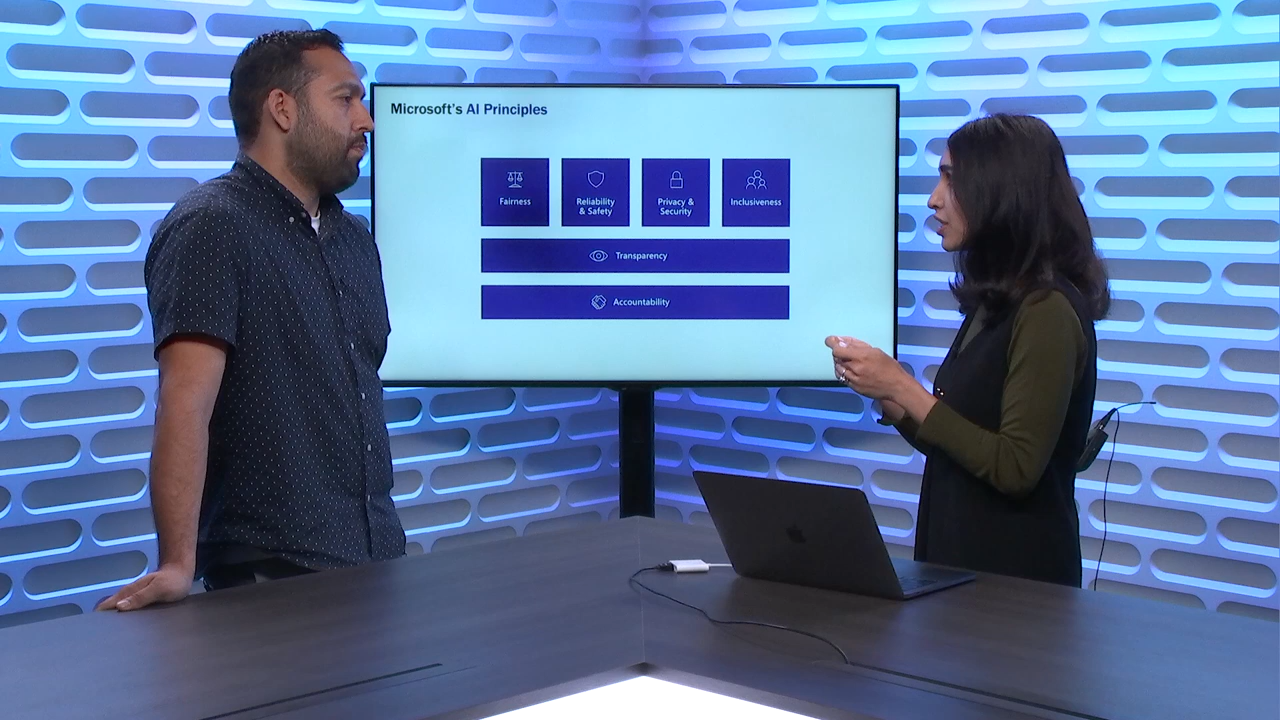 Microsoft's AI Principles
Fairness
Reliability
& Safety
Privacy &
Security
Inclusiveness
Transparency
Accountability